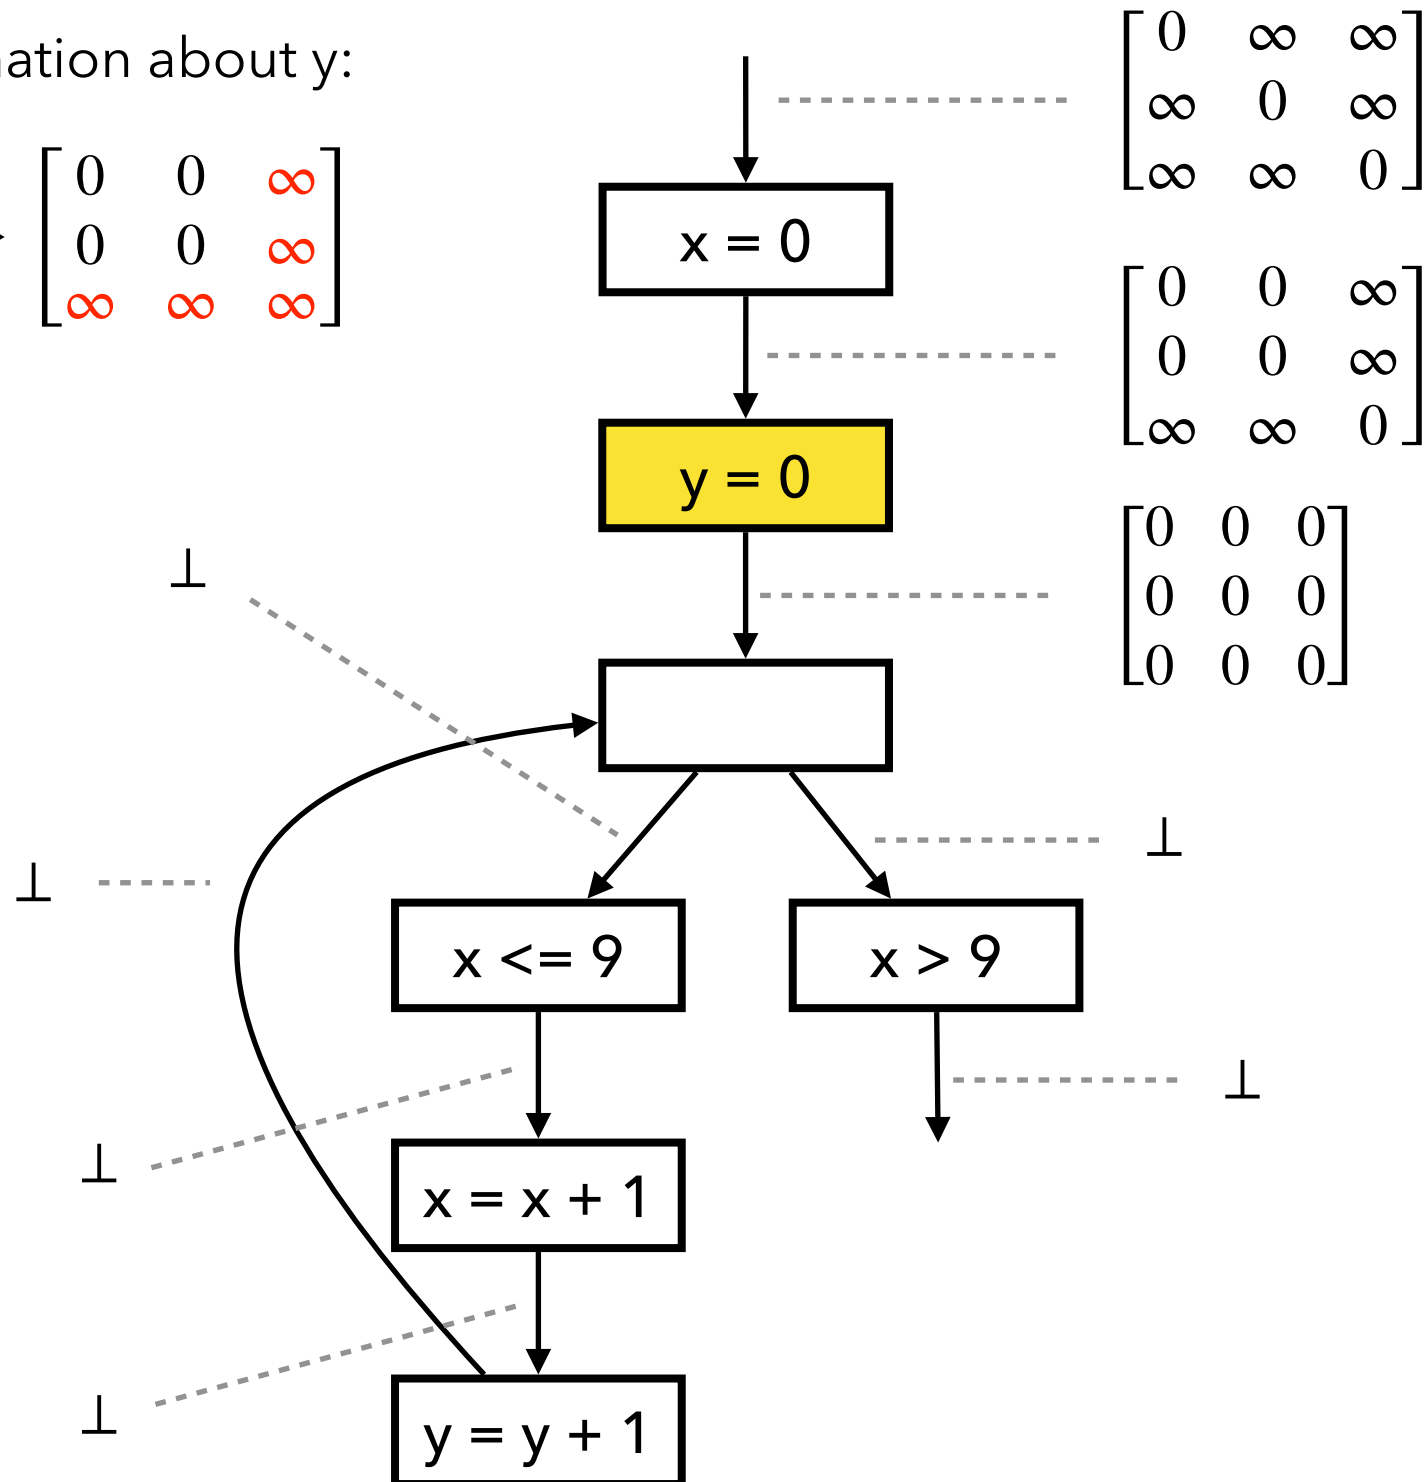 ation about y:
0 ∞ ∞
∞ 0 ∞
∞ ∞ 0
0 0 ∞
0 0 ∞
∞ ∞ ∞
x = 0
0 0 ∞
0 0 ∞
∞ ∞ 0
y = 0
0 0 0
0 0 0
0 0 0
⊥
⊥
⊥
x <= 9
x > 9
⊥
⊥
x = x + 1
⊥
y = y + 1